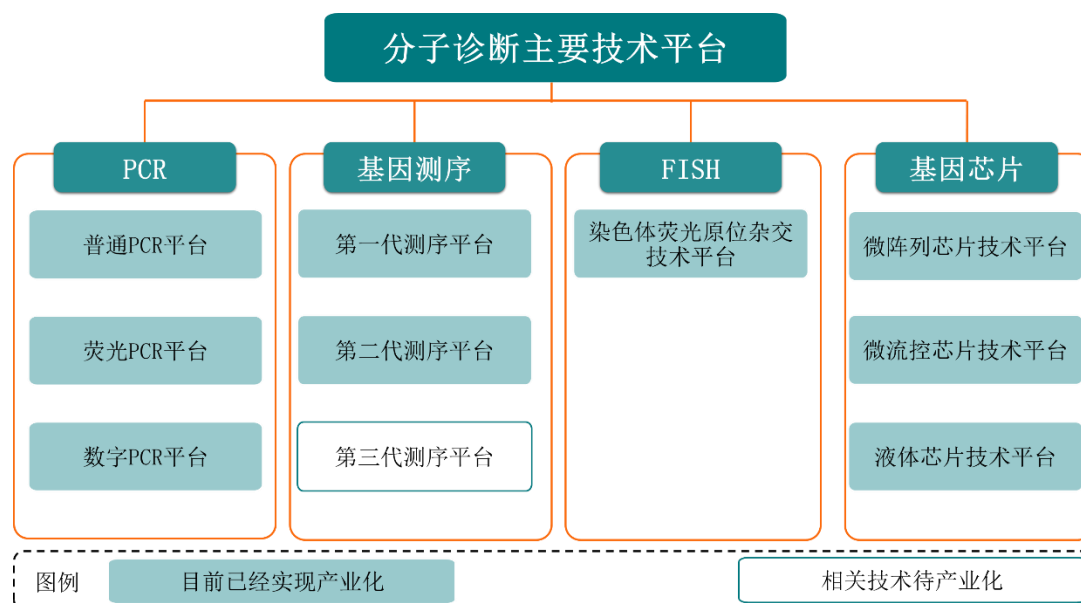 分子诊断主要技术平台
PCR
普通PCR平台
荧光PCR平台
数字PCR平台
基因测序
第一代测序平台
第二代测序平台
第三代测序平台
FISH
染色体荧光原位杂交
技术平台
基因芯片
微阵列芯片技术平台
微流控芯片技术平台
液体芯片技术平台
图例
目前已经实现产业化
相关技术待产业化